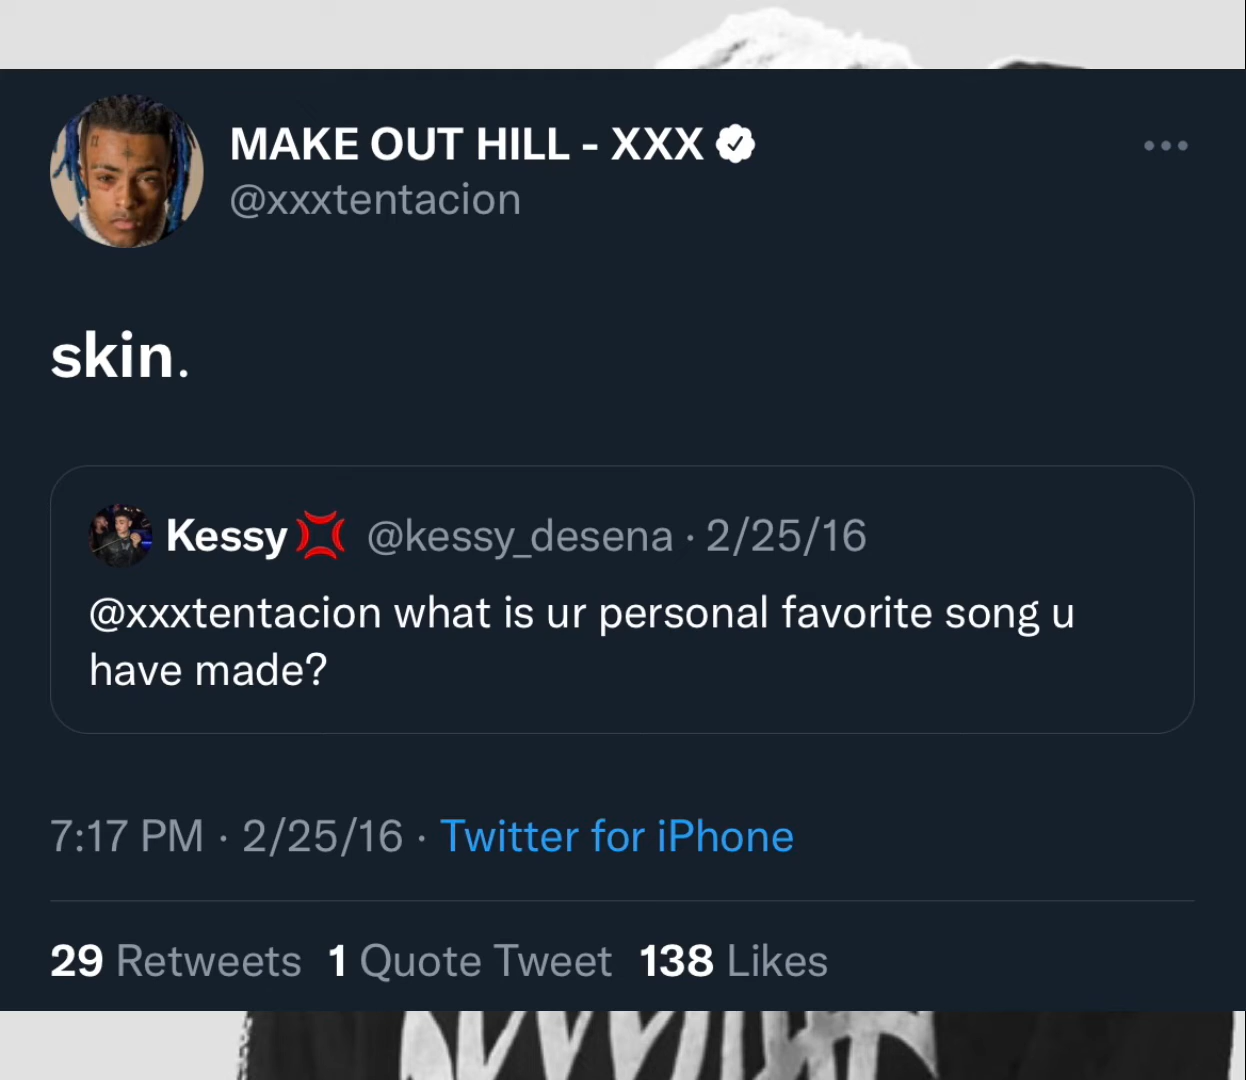 MAKE OUT HILL - XXX
@xxxtentacion
skin.
Kessy💢 @kessy_desena · 2/25/16
@xxxtentacion what is ur personal favorite song u
have made?
7:17 PM · 2/25/16 · Twitter for iPhone
29 Retweets 1 Quote Tweet 138 Likes